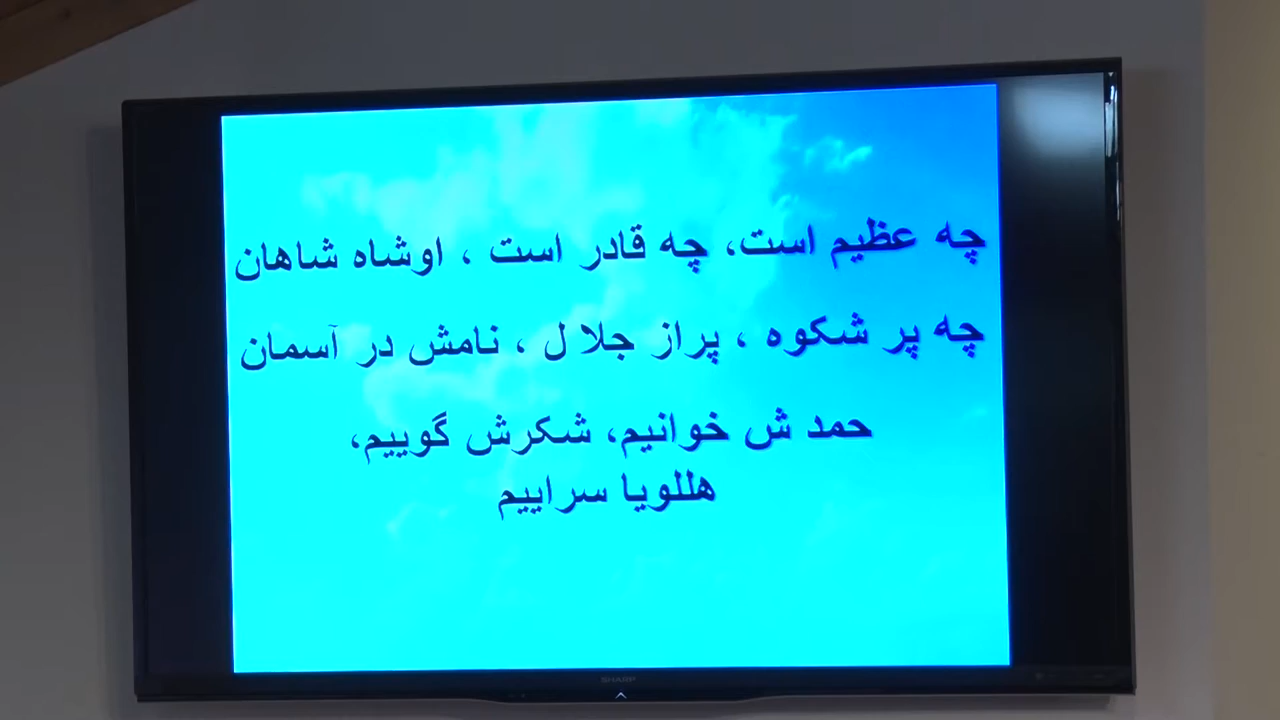 چه عظیم است، چه قادر است ، اوشاه شاهان
چه پر شکوه ، پراز جلا ل ، نامش در آسمان
حمد ش خوانیم، شکرش گوییم،
هللویا سراییم
SHARP